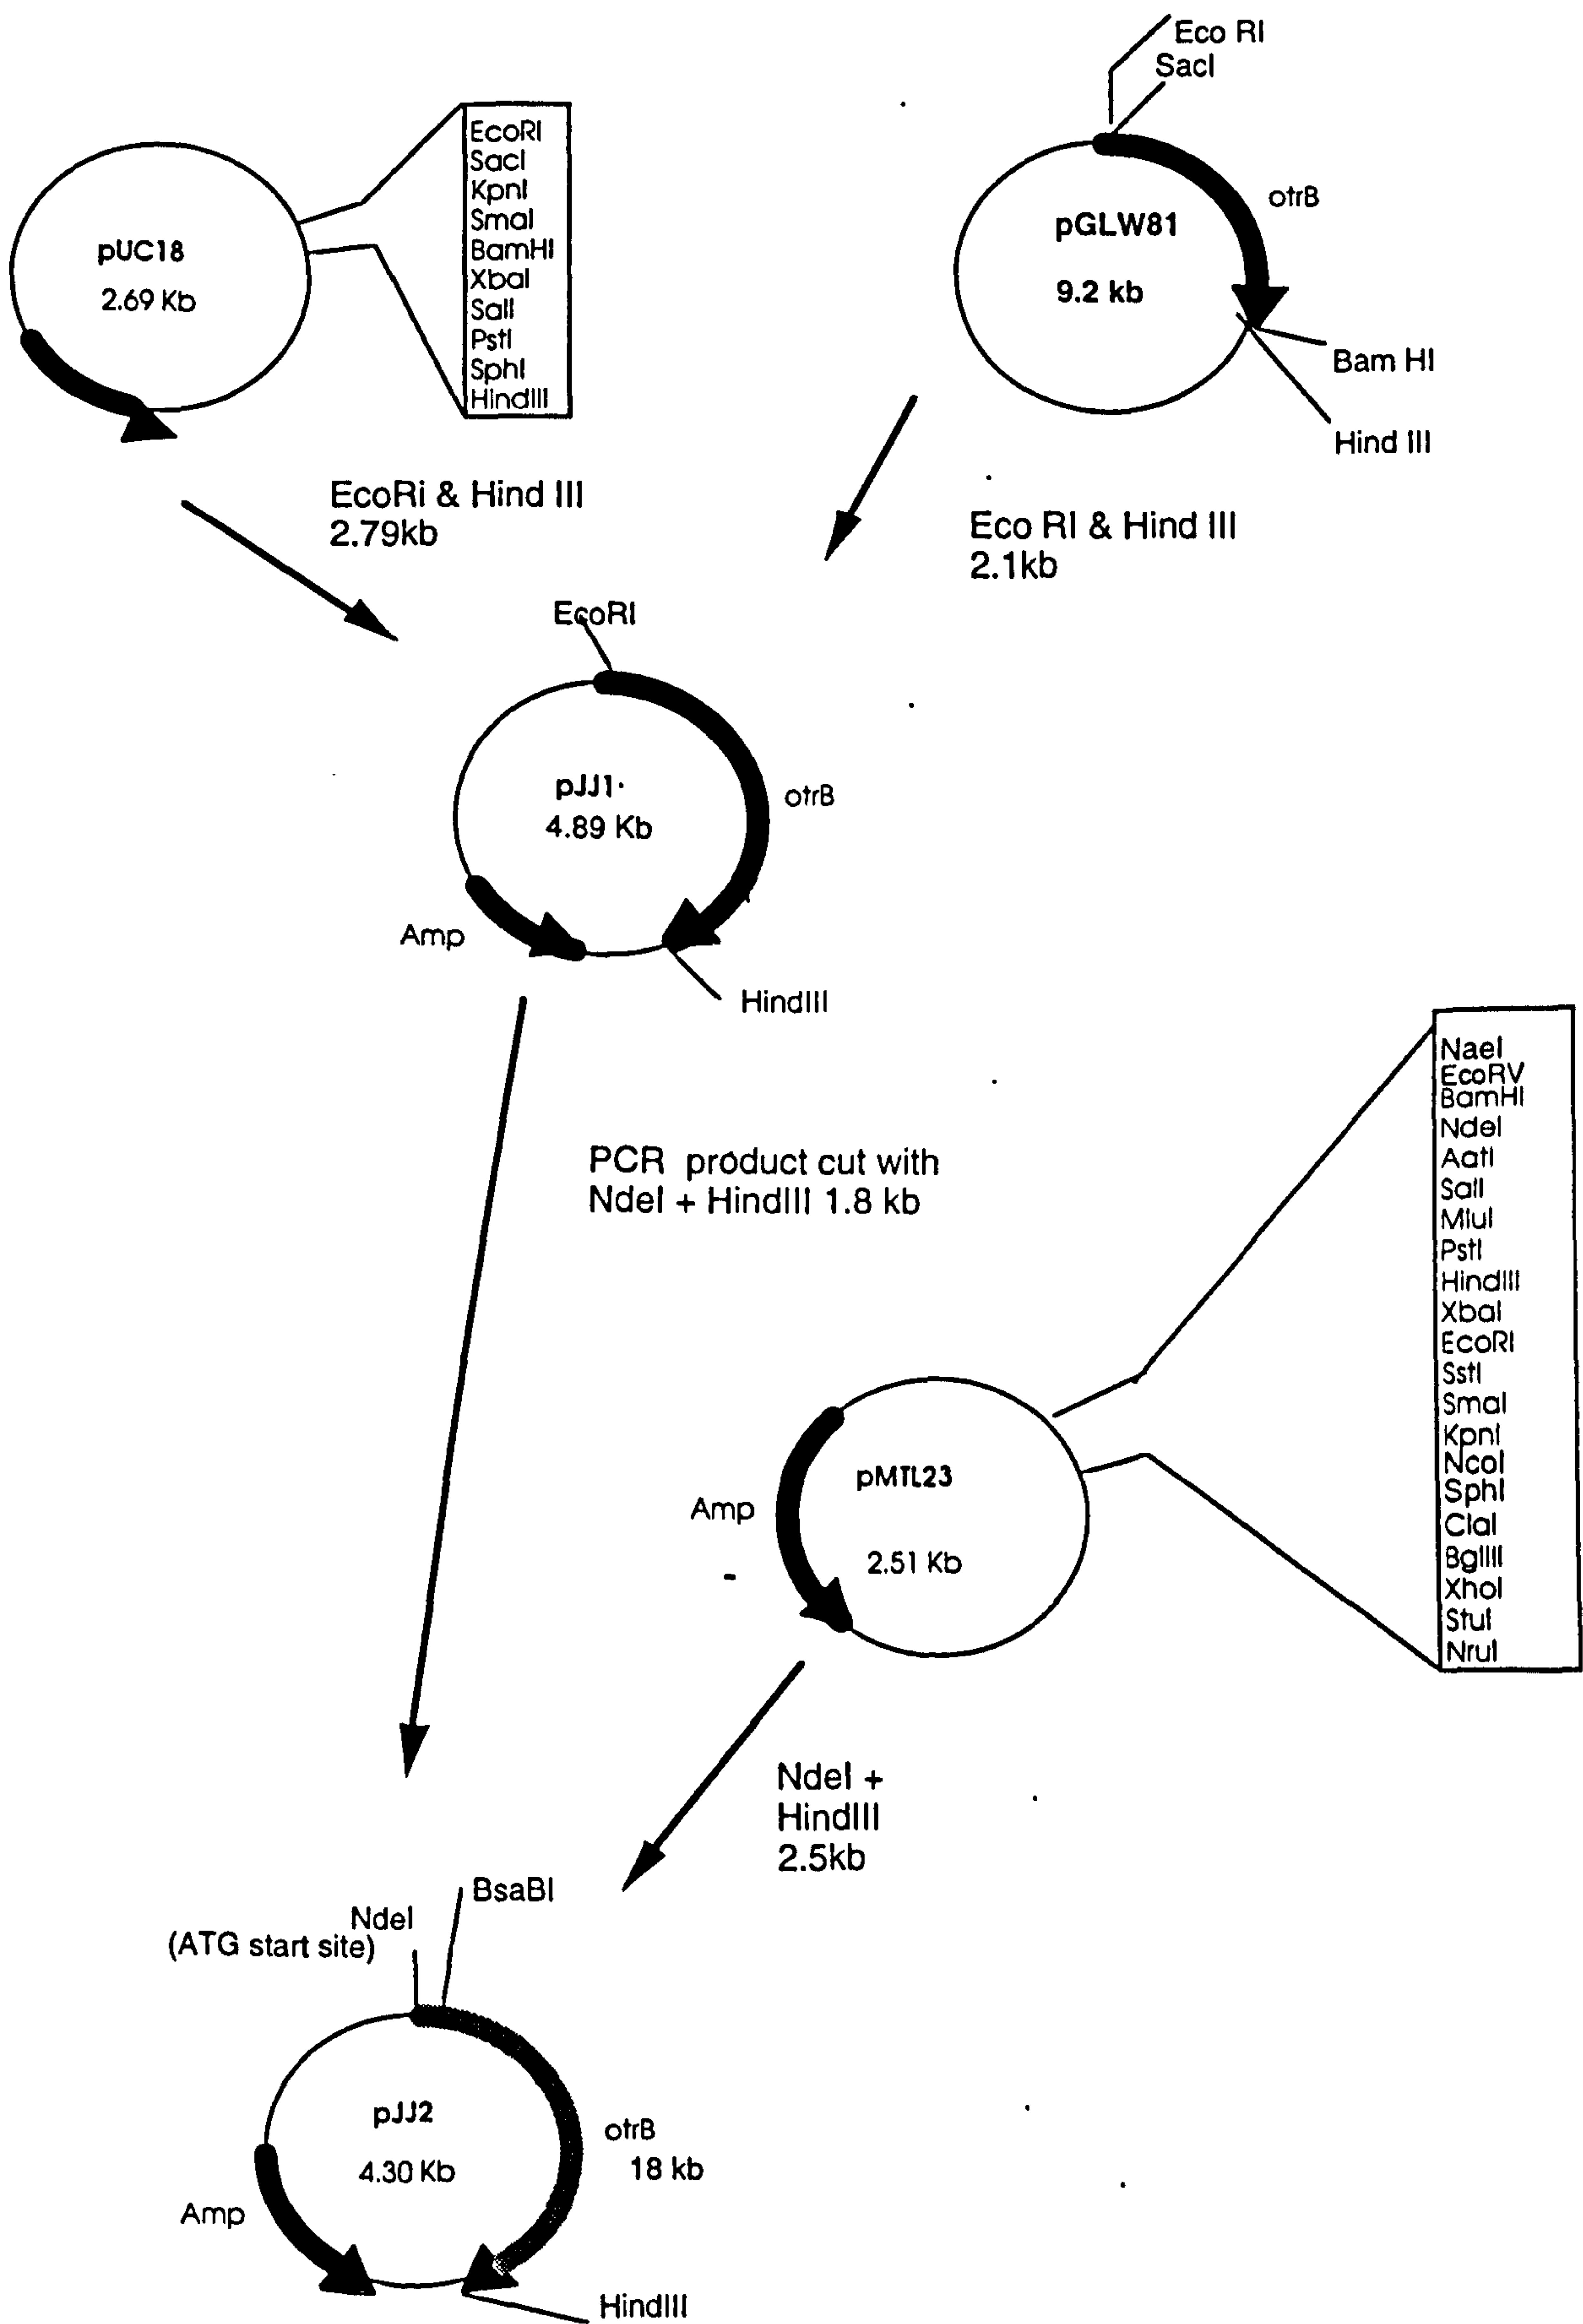 Eco RI
SacI
EcoRI
SacI
KpnI
SmaI
BamHI
XbaI
SalI
PstI
SphI
HindIII
pUC18
2.69 Kb
otrB
pGLW81
9.2 kb
Bam HI
Hind III
EcoRi & Hind III
2.79kb
Eco RI & Hind III
2.1kb
EcoRI
pJJ1
4.89 Kb
otrB
Amp
HindIII
PCR product cut with
NdeI + HindIII 1.8 kb
NaeI
EcoRV
BamHI
NdeI
AatI
SalI
MluI
PstI
HindIII
XbaI
EcoRI
SstI
SmaI
KpnI
NcoI
SphI
ClaI
BglIII
XhoI
StuI
NruI
pMTL23
Amp
2.51 Kb
NdeI +
HindIII
2.5kb
BsaBI
NdeI
(ATG start site)
pJJ2
4.30 Kb
otrB
18 kb
Amp
HindIII